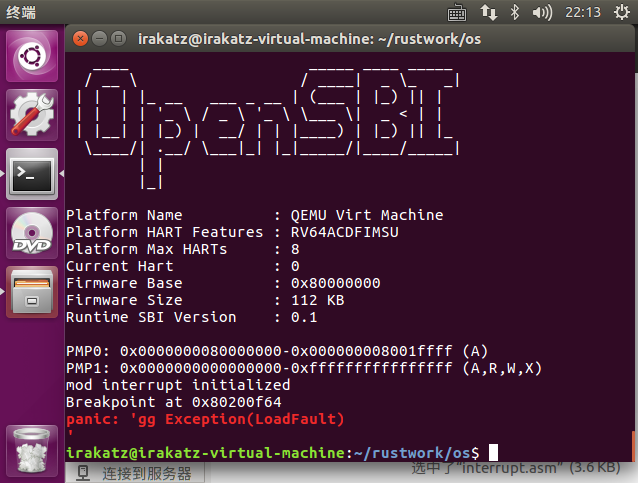 终端
22:13
irakatz@irakatz-virtual-machine: ~/rustwork/os
OpenSBI
Platform Name : QEMU Virt Machine
Platform HART Features : RV64ACDFIMSU
Platform Max HARTs : 8
Current Hart : 0
Firmware Base : 0x80000000
Firmware Size : 112 KB
Runtime SBI Version : 0.1
PMP0: 0x0000000080000000-0x000000008001ffff (A)
PMP1: 0x0000000000000000-0xffffffffffffffff (A,R,W,X)
mod interrupt initialized
Breakpoint at 0x80200f64
panic: 'gg Exception(LoadFault)
'
irakatz@irakatz-virtual-machine:~/rustwork/os$
DVD
连接到服务器
选中了"interrupt.asm" (3.6 KB)